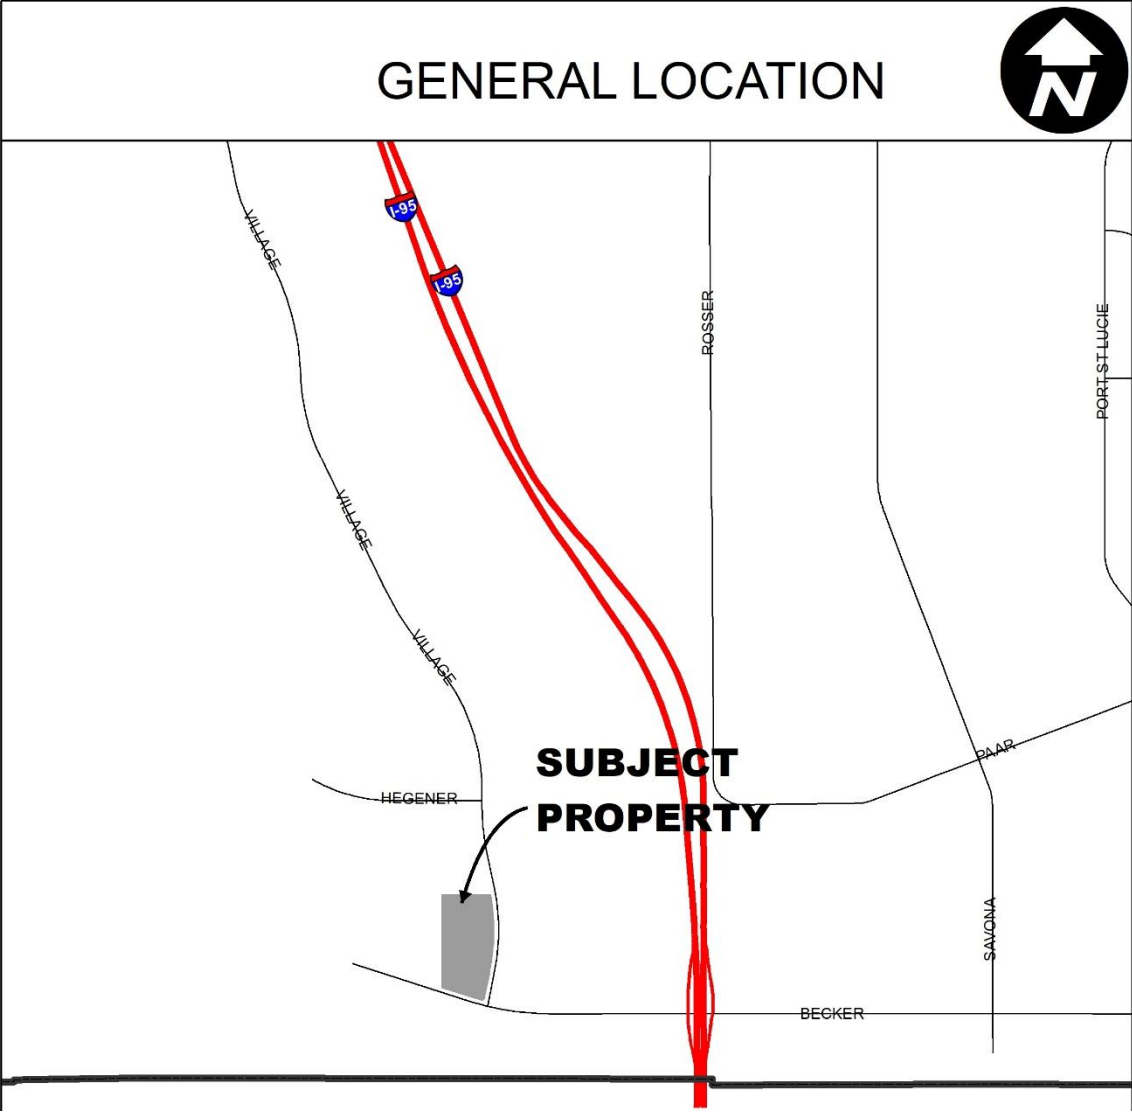 GENERAL LOCATION
N
VILLAGE
I-95
I-95
ROSSER
PORT ST LUCIE
VILLAGE
VILLAGE
PAAR
SUBJECT
PROPERTY
HEGENER
SAVONA
BECKER